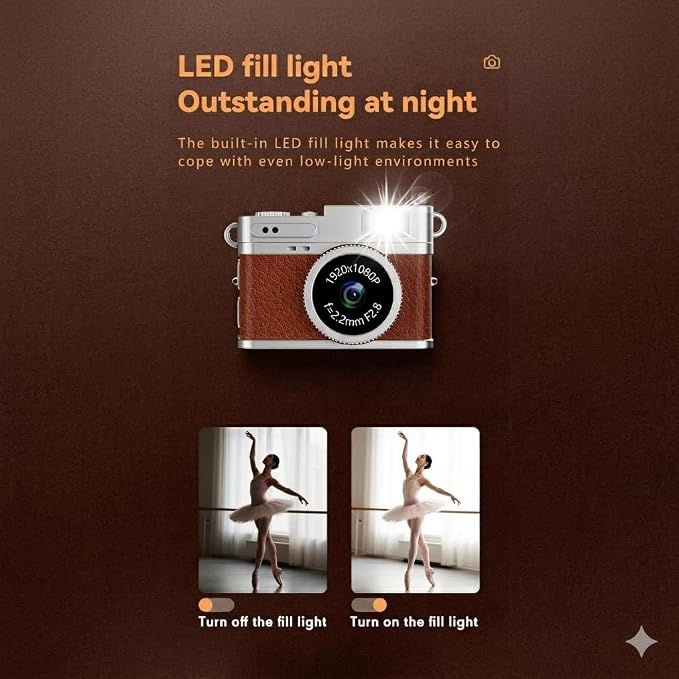 LED fill light
Outstanding at night
The built-in LED fill light makes it easy to
cope with even low-light environments
1920x1080P
f=2.2mm F2.8
Turn off the fill light
Turn on the fill light